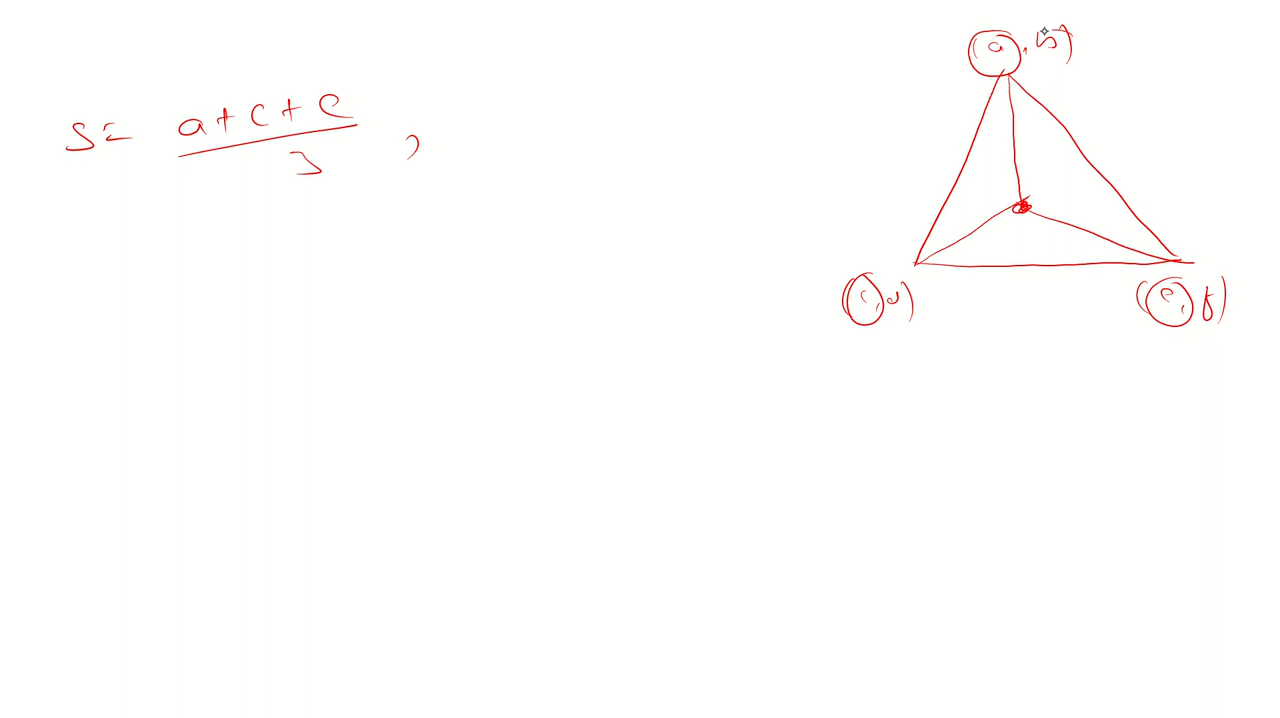 (a, b)
S = (a + c + e) / 3 ,
(c, d)
(e, f)